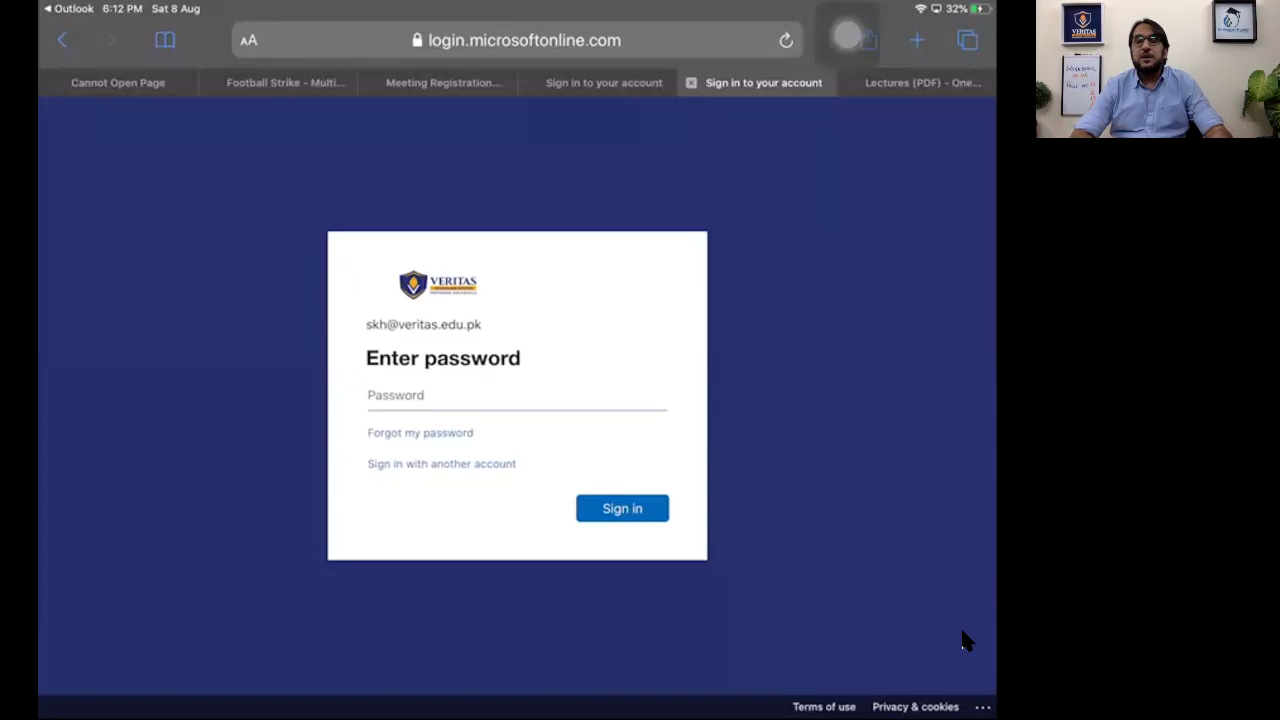 Outlook 6:12 PM Sat 8 Aug 32%
AA login.microsoftonline.com
Cannot Open Page Football Strike - Multi... Meeting Registration... Sign in to your account Sign in to your account Lectures (PDF) - One...
VERITAS
VERITAS
skh@veritas.edu.pk
Enter password
Password
Forgot my password
Sign in with another account
Sign in
Terms of use Privacy & cookies ...